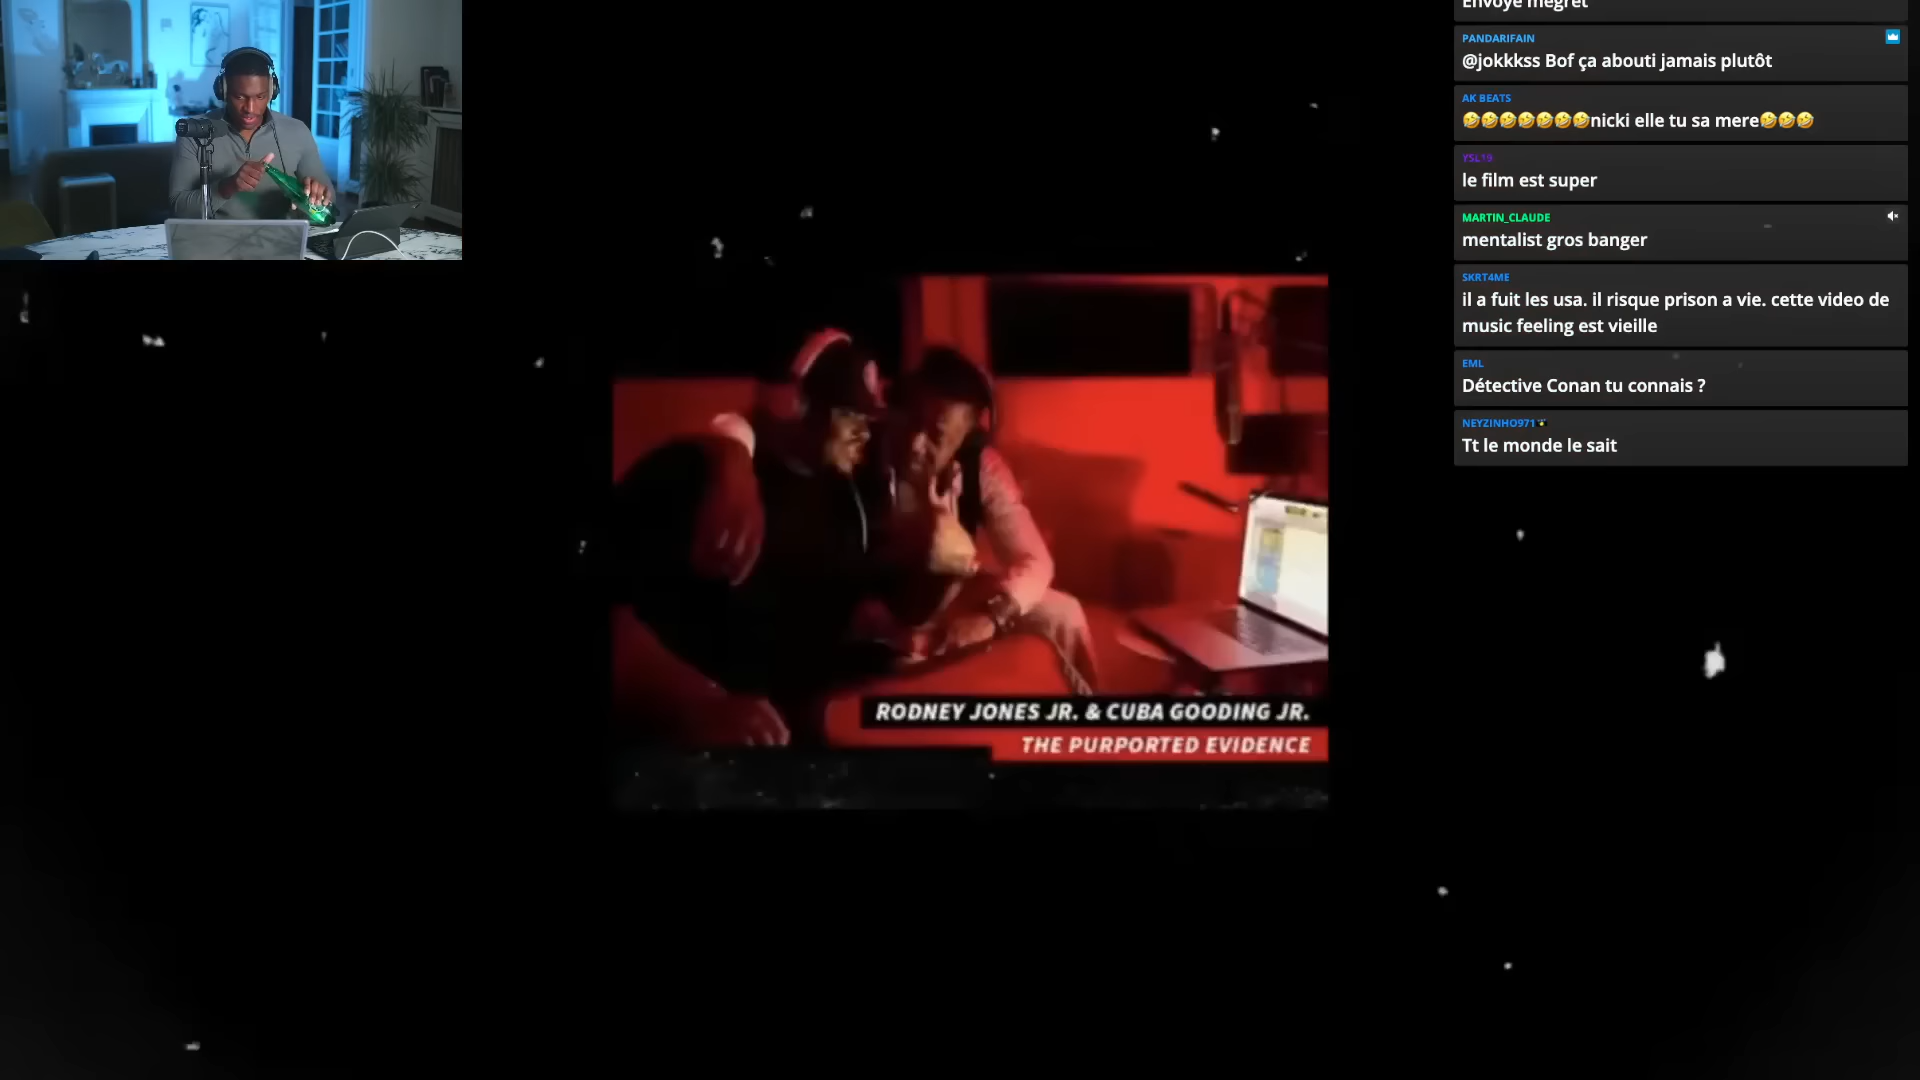 Envoyé mégret
PANDARIFAIN
@jokkkss Bof ça abouti jamais plutôt
AK BEATS
🤣🤣🤣🤣🤣🤣🤣nicki elle tu sa mere🤣🤣🤣
YSL19
le film est super
MARTIN_CLAUDE
mentalist gros banger
SKRT4ME
il a fuit les usa. il risque prison a vie. cette video de
music feeling est vieille
EML
Détective Conan tu connais ?
NEYZINHO971
Tt le monde le sait
RODNEY JONES JR. & CUBA GOODING JR.
THE PURPORTED EVIDENCE